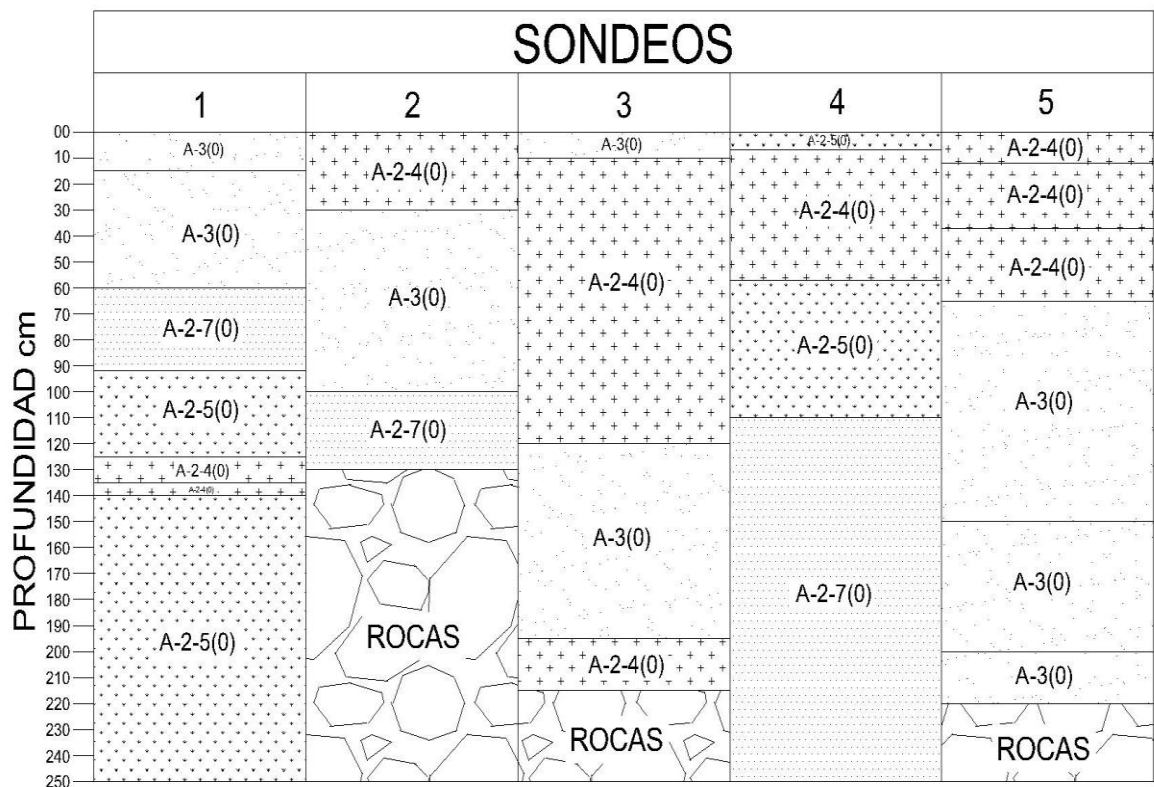 SONDEOS
1 2 3 4 5
PROFUNDIDAD cm
00
10
20
30
40
50
60
70
80
90
100
110
120
130
140
150
160
170
180
190
200
210
220
230
240
250
A-3(0)
A-3(0)
A-2-7(0)
A-2-5(0)
A-2-4(0)
A-2-4(0)
A-2-5(0)
A-2-4(0)
A-3(0)
A-2-7(0)
ROCAS
A-3(0)
A-2-4(0)
A-3(0)
A-2-4(0)
ROCAS
A-2-5(0)
A-2-4(0)
A-2-5(0)
A-2-7(0)
A-2-4(0)
A-2-4(0)
A-2-4(0)
A-3(0)
A-3(0)
A-3(0)
ROCAS